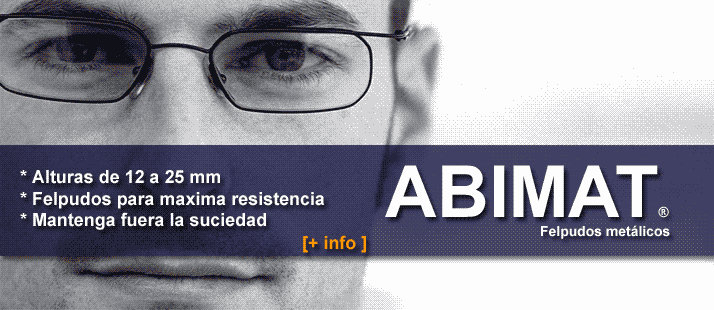 * Alturas de 12 a 25 mm
* Felpudos para maxima resistencia
* Mantenga fuera la suciedad
[+ info ]
ABIMAT®
Felpudos metálicos